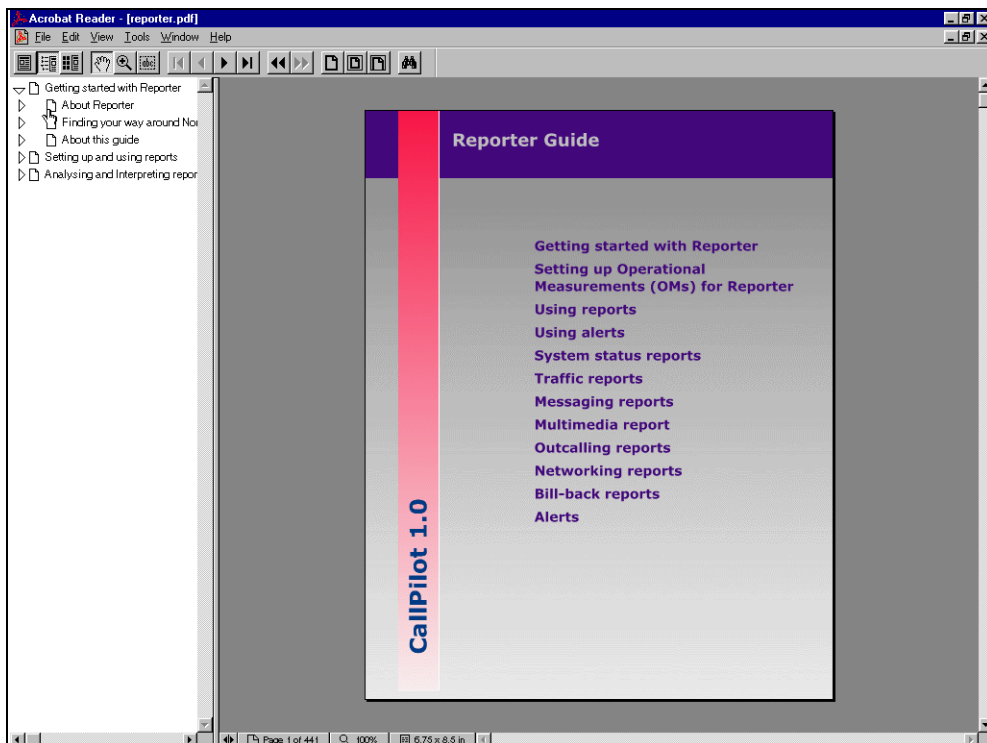 Acrobat Reader - [reporter.pdf]
File Edit View Tools Window Help
Getting started with Reporter
About Reporter
Finding your way around Nor
About this guide
Setting up and using reports
Analysing and Interpreting repor
Reporter Guide
Getting started with Reporter
Setting up Operational
Measurements (OMs) for Reporter
Using reports
Using alerts
System status reports
Traffic reports
Messaging reports
Multimedia report
Outcalling reports
Networking reports
Bill-back reports
Alerts
CallPilot 1.0
Page 1 of 441 100% 6.75 x 8.5 in